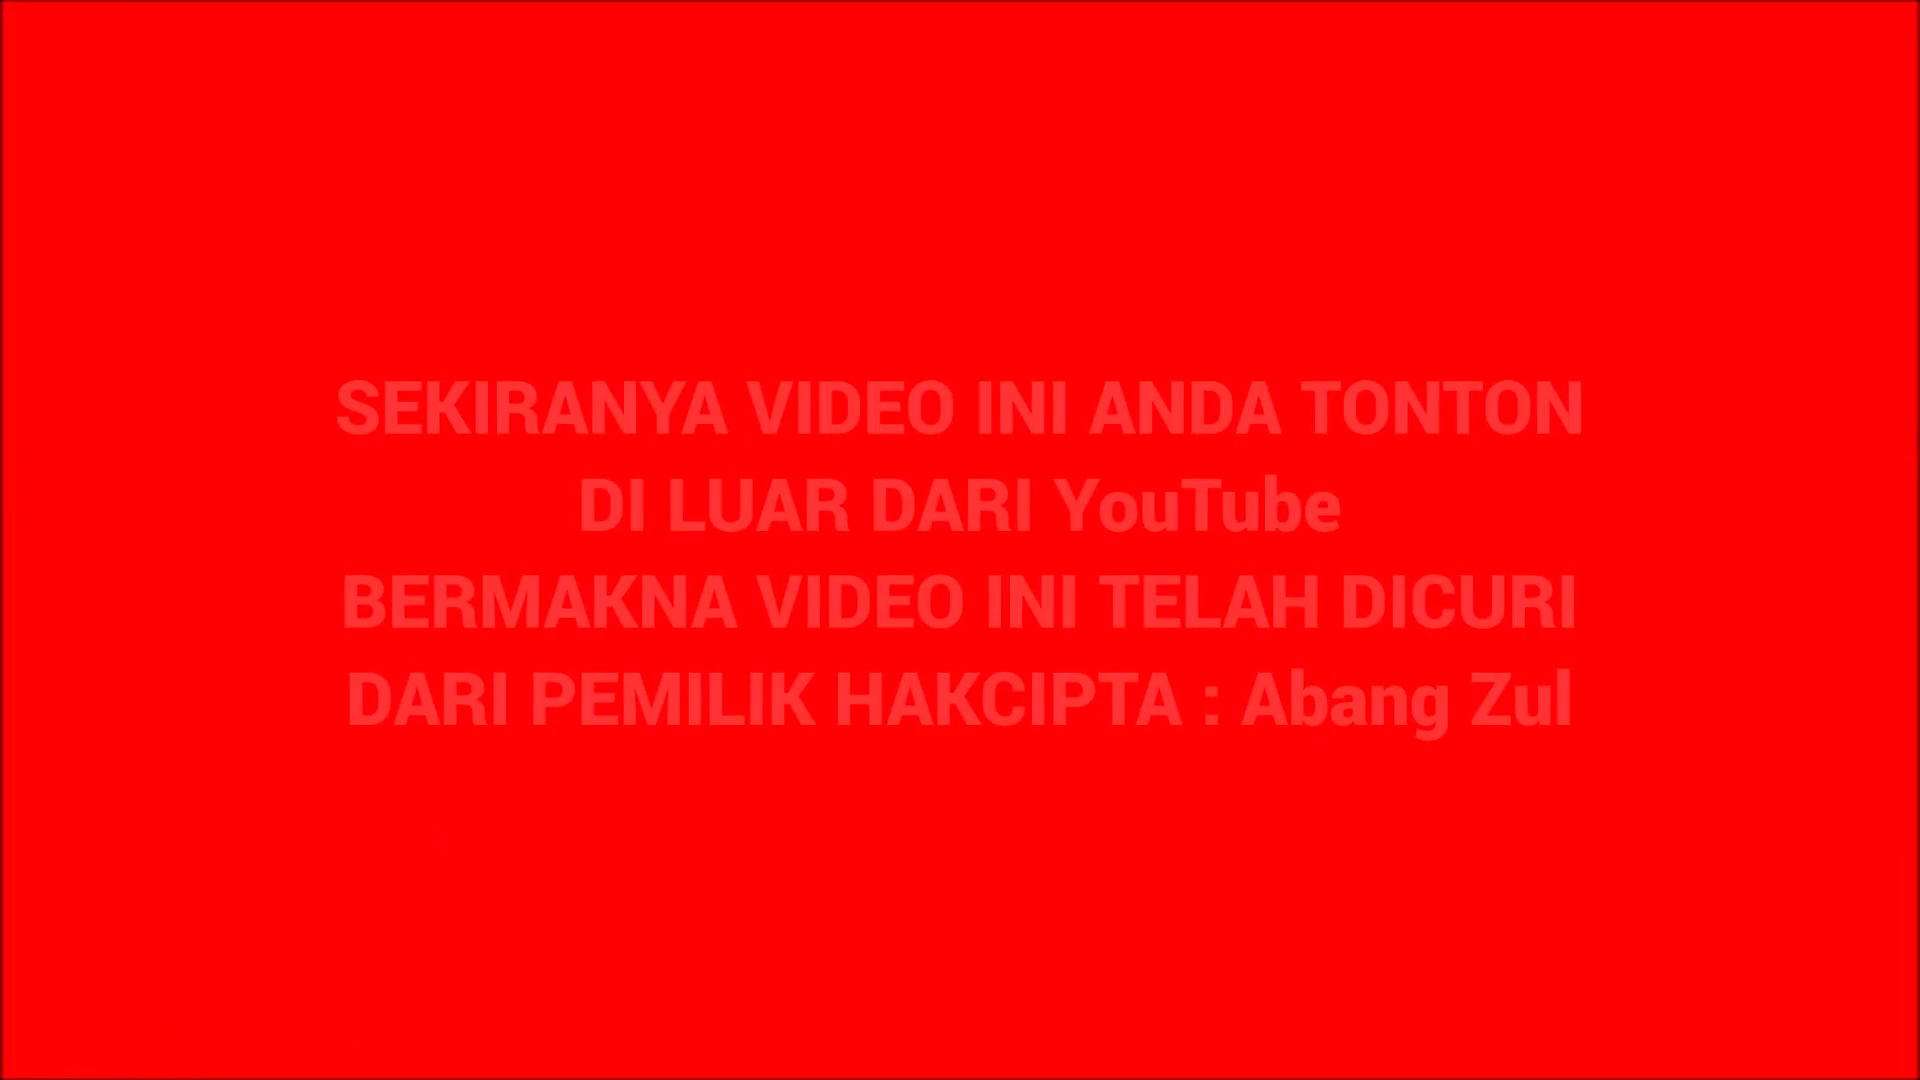 SEKIRANYA VIDEO INI ANDA TONTON
DI LUAR DARI YouTube
BERMAKNA VIDEO INI TELAH DICURI
DARI PEMILIK HAKCIPTA : Abang Zul